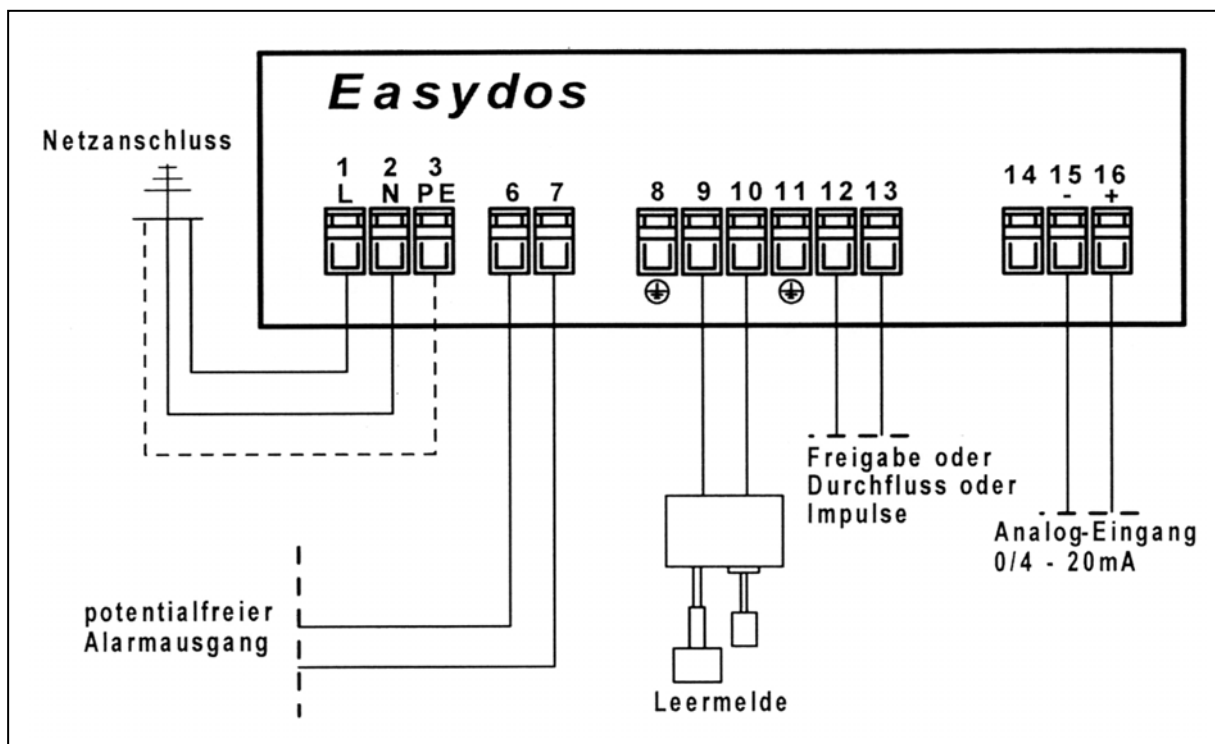 Easydos
Netzanschluss
1 2 3 6 7 8 9 10 11 12 13 14 15 16
L N PE - +
Freigabe oder
Durchfluss oder
Impulse
Analog-Eingang
0/4 - 20mA
potentialfreier
Alarmausgang
Leermelde